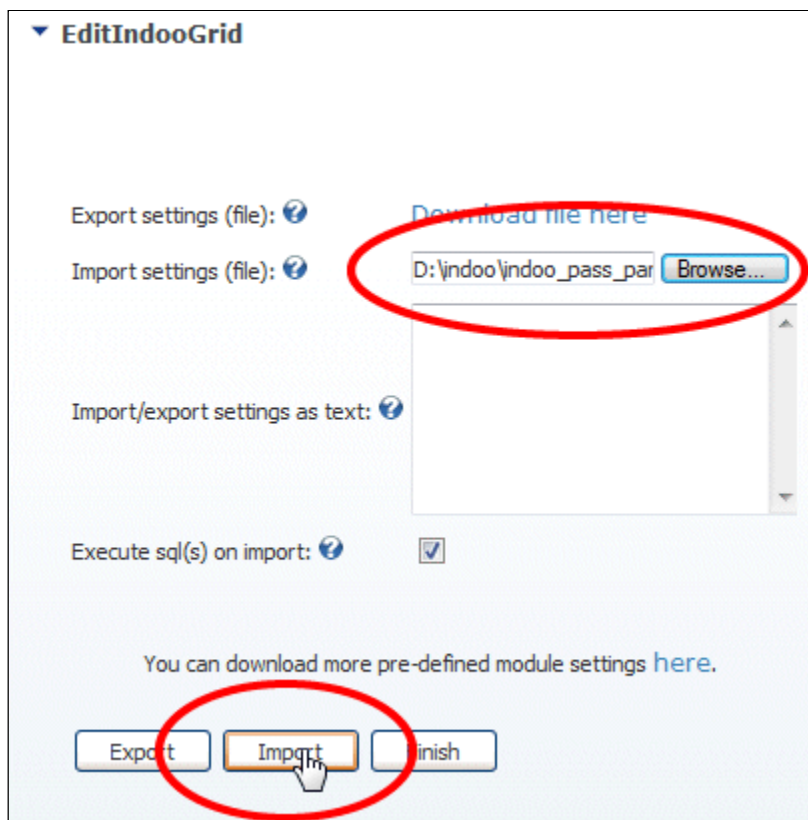 EditIndooGrid
Export settings (file): Download file here
Import settings (file): D:\indoo\indoo_pass_par Browse...
Import/export settings as text:
Execute sql(s) on import:
You can download more pre-defined module settings here.
Export Import Finish